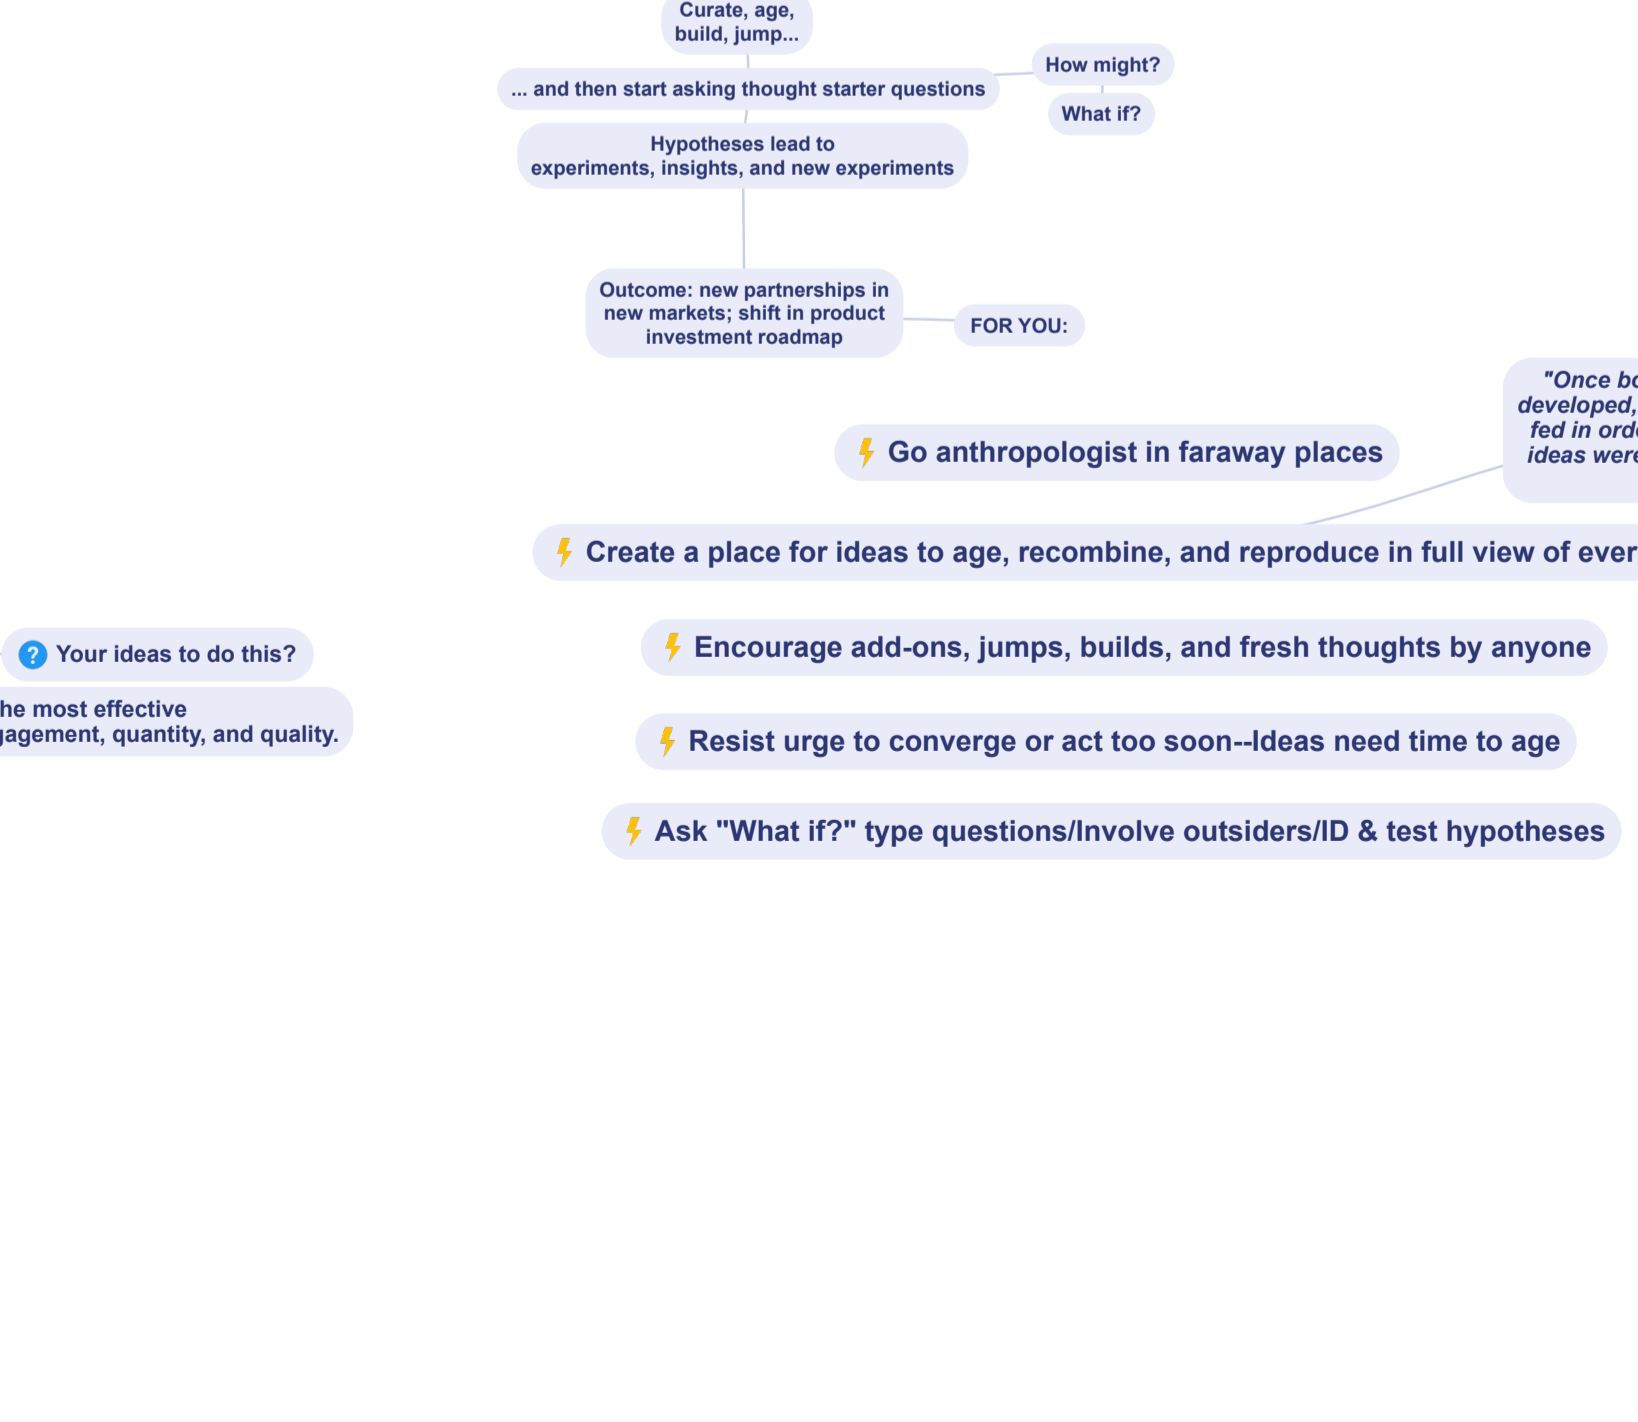 Curate, age,
build, jump...
... and then start asking thought starter questions
How might?
What if?
Hypotheses lead to
experiments, insights, and new experiments
Outcome: new partnerships in
new markets; shift in product
investment roadmap
FOR YOU:
"Once
developed,
fed in
ideas were
Go anthropologist in faraway places
Create a place for ideas to age, recombine, and reproduce in full view of
Your ideas to do this?
most effective
quantity, and quality.
Encourage add-ons, jumps, builds, and fresh thoughts by anyone
Resist urge to converge or act too soon--Ideas need time to age
Ask "What if?" type questions/Involve outsiders/ID & test hypotheses